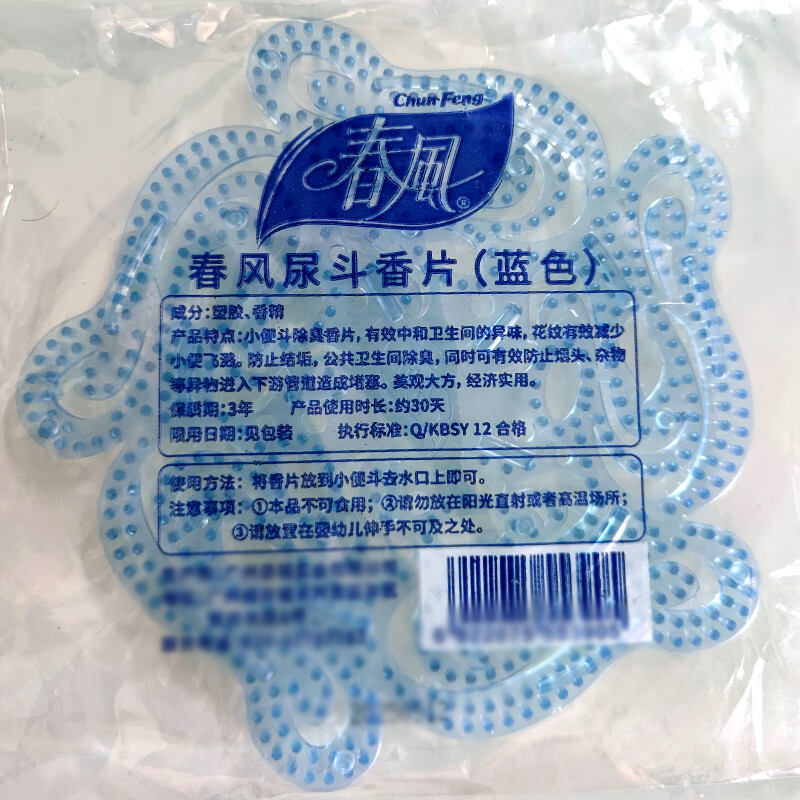 Chun Feng
春風®
春风尿斗香片(蓝色)
成分:塑胶、香精
产品特点:小便斗除臭香片,有效中和卫生间的异味,花纹有效减少
小便飞溅。防止结垢,公共卫生间除臭,同时可有效防止烟头、杂物
等异物进入下游管道造成堵塞。美观大方,经济实用。
保质期:3年 产品使用时长:约30天
限用日期:见包装 执行标准:Q/KBSY 12 合格
使用方法:将香片放到小便斗去水口上即可。
注意事项:①本品不可食用;②请勿放在阳光直射或者高温场所;
③请放置在婴幼儿伸手不可及之处。